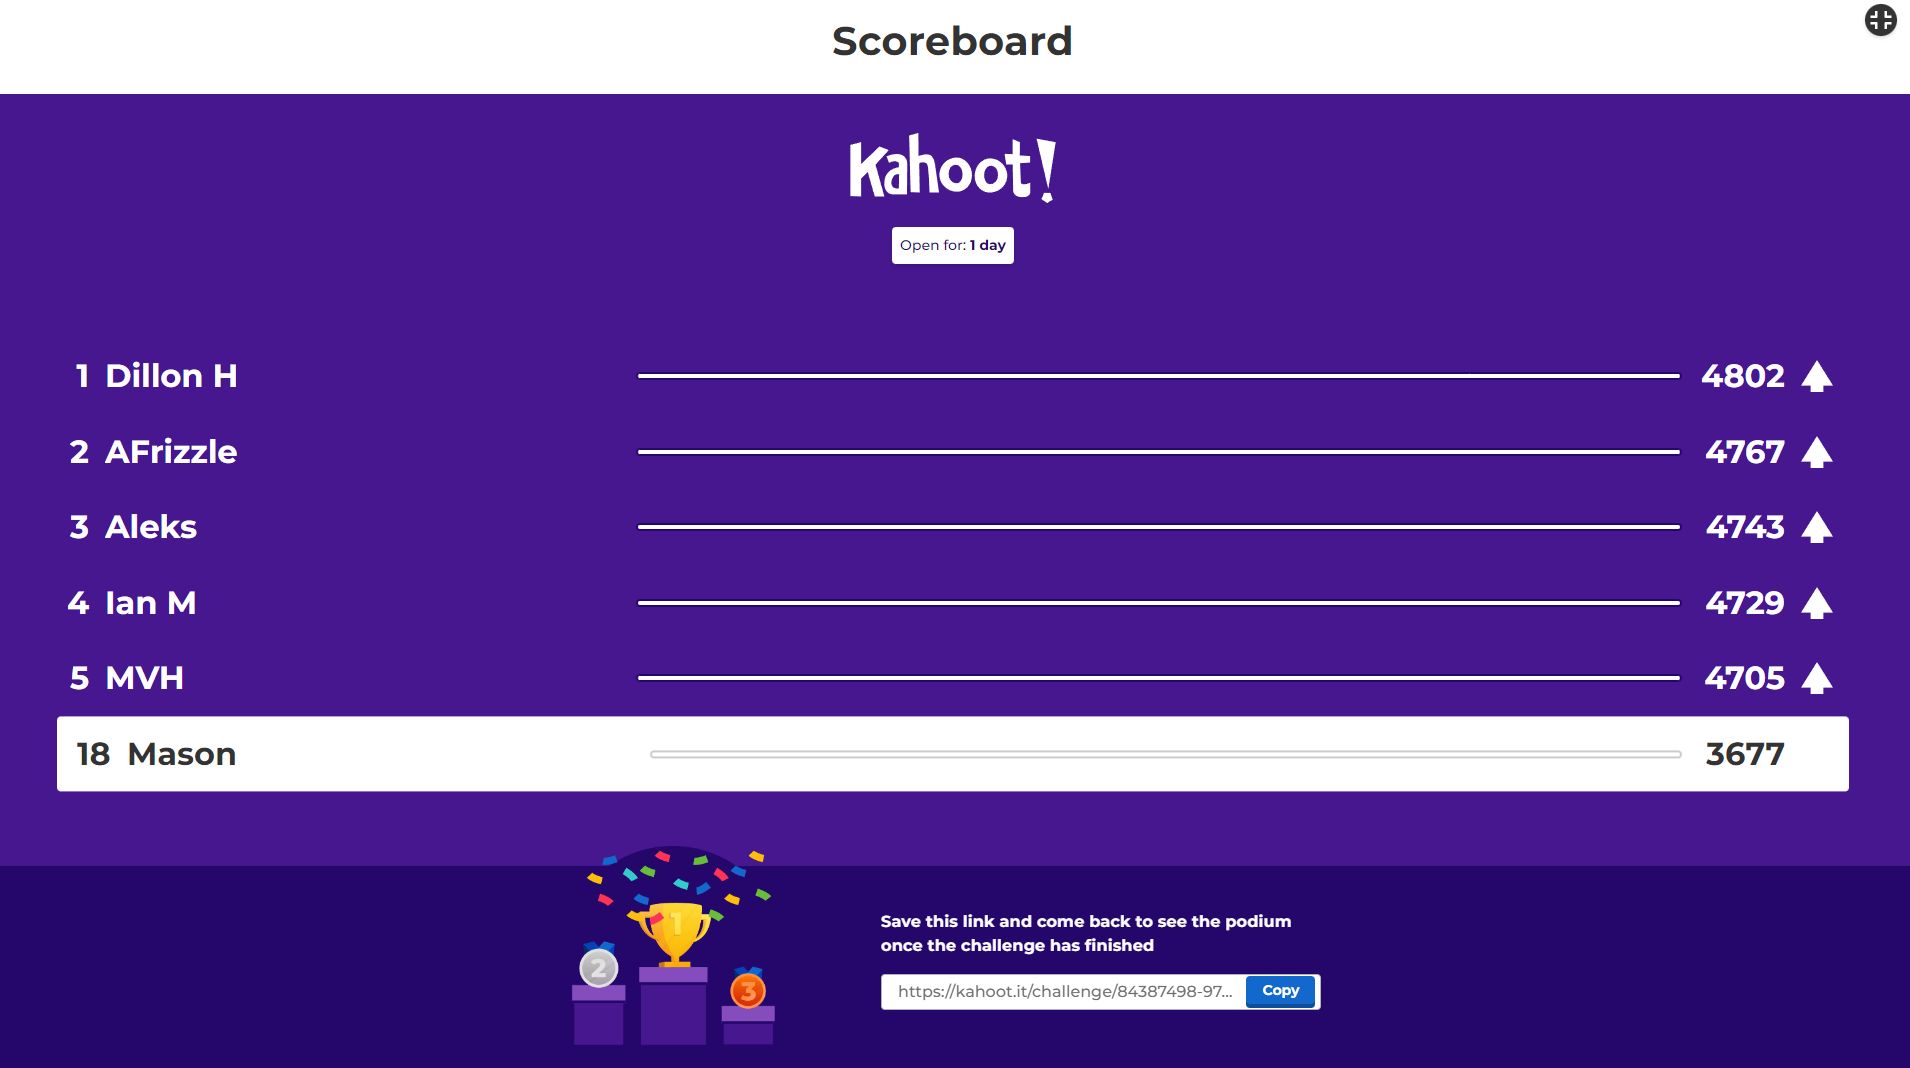 Scoreboard
Kahoot!
Open for: 1 day
1 Dillon H 4802
2 AFrizzle 4767
3 Aleks 4743
4 Ian M 4729
5 MVH 4705
18 Mason 3677
1
2
3
Save this link and come back to see the podium
once the challenge has finished
https://kahoot.it/challenge/84387498-97... Copy